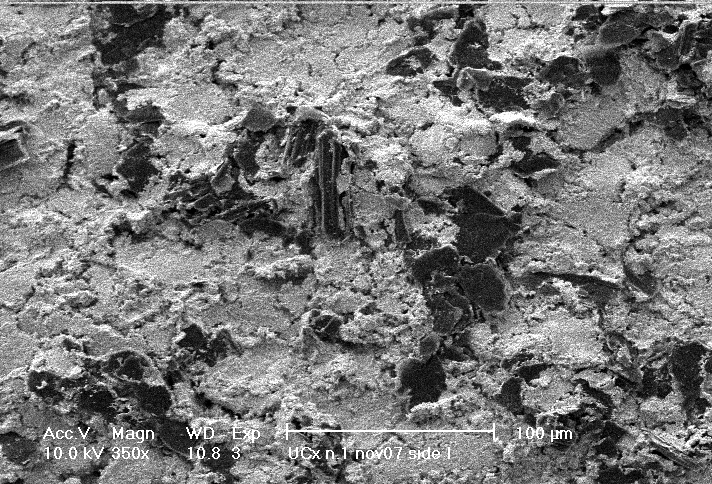 Acc.V Magn WD Exp 100 µm
10.0 kV 350x 10.8 3 UCx n.1 nov07 side I